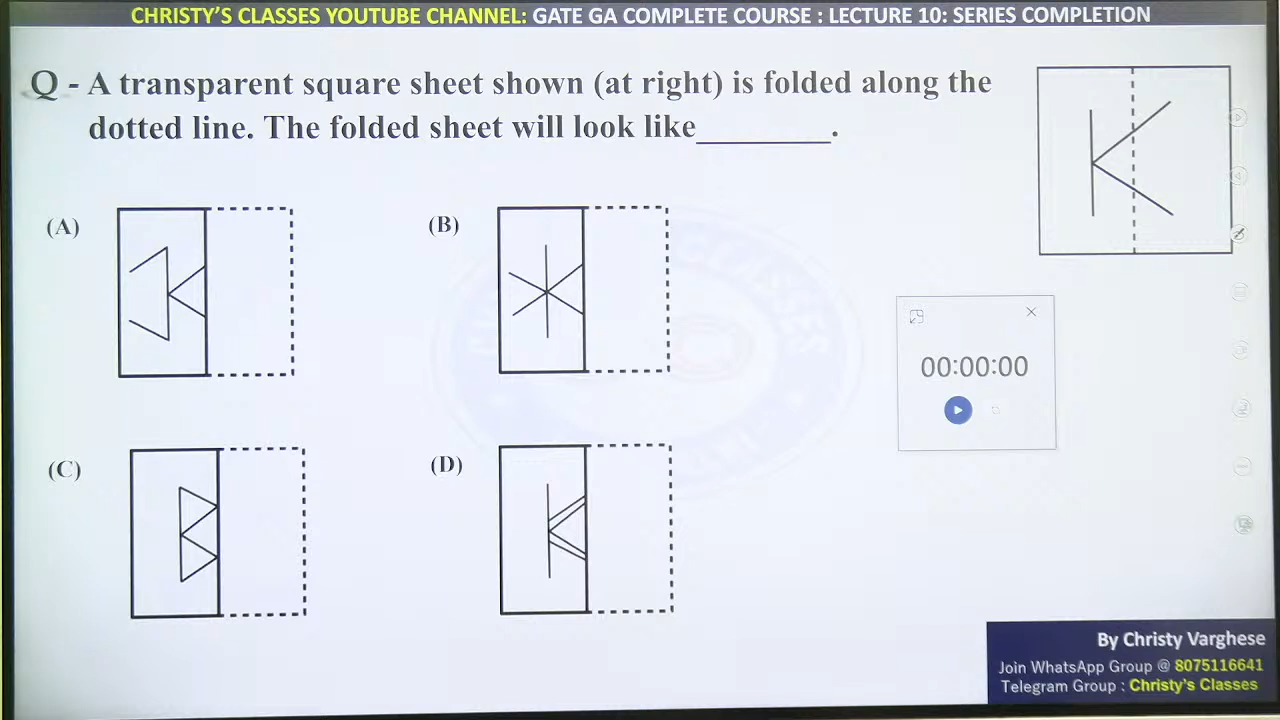 CHRISTY'S CLASSES YOUTUBE CHANNEL: GATE GA COMPLETE COURSE : LECTURE 10: SERIES COMPLETION
Q - A transparent square sheet shown (at right) is folded along the
dotted line. The folded sheet will look like________.
(A)
(B)
(C)
(D)
00:00:00
By Christy Varghese
Join WhatsApp Group @ 8075116641
Telegram Group : Christy's Classes